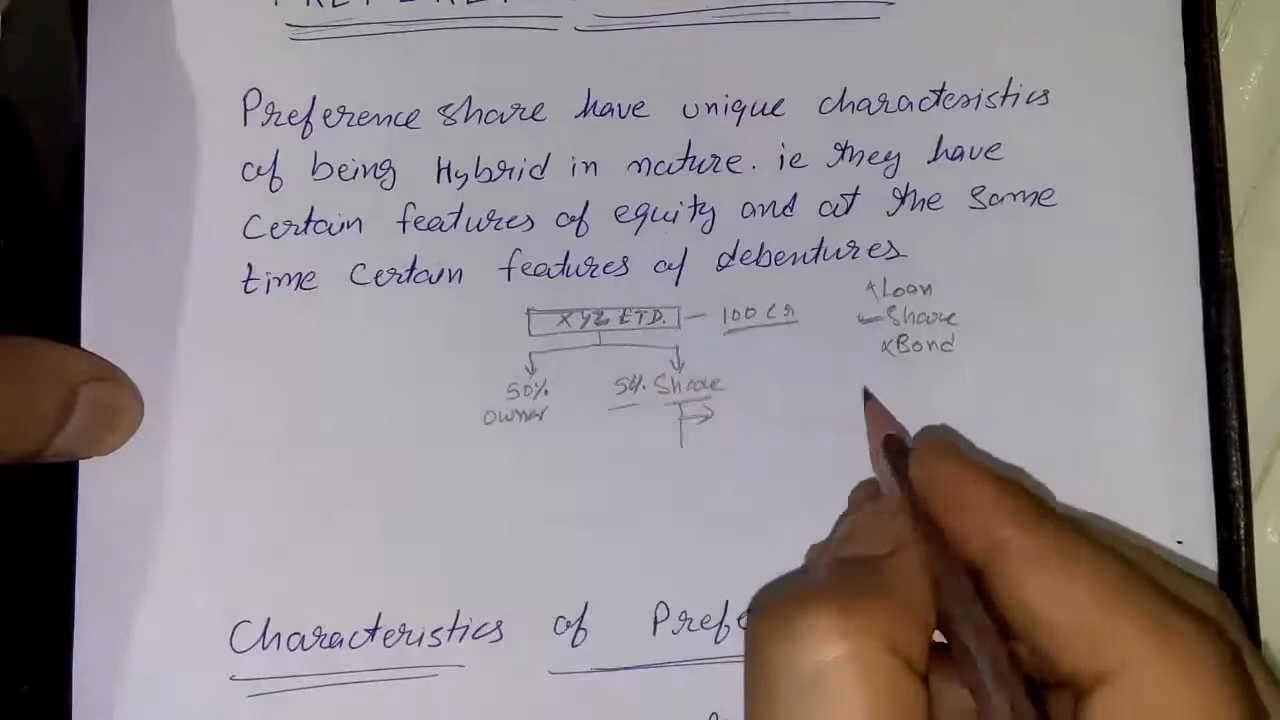 Preference share have unique characteristics
of being Hybrid in nature. ie they have
Certain features of equity and at the same
time Certain features of debentures
Loan
XYZ LTD. — 100 Cr
Share
xBond
50%
Owner
50% Share
Characteristics of Prefe